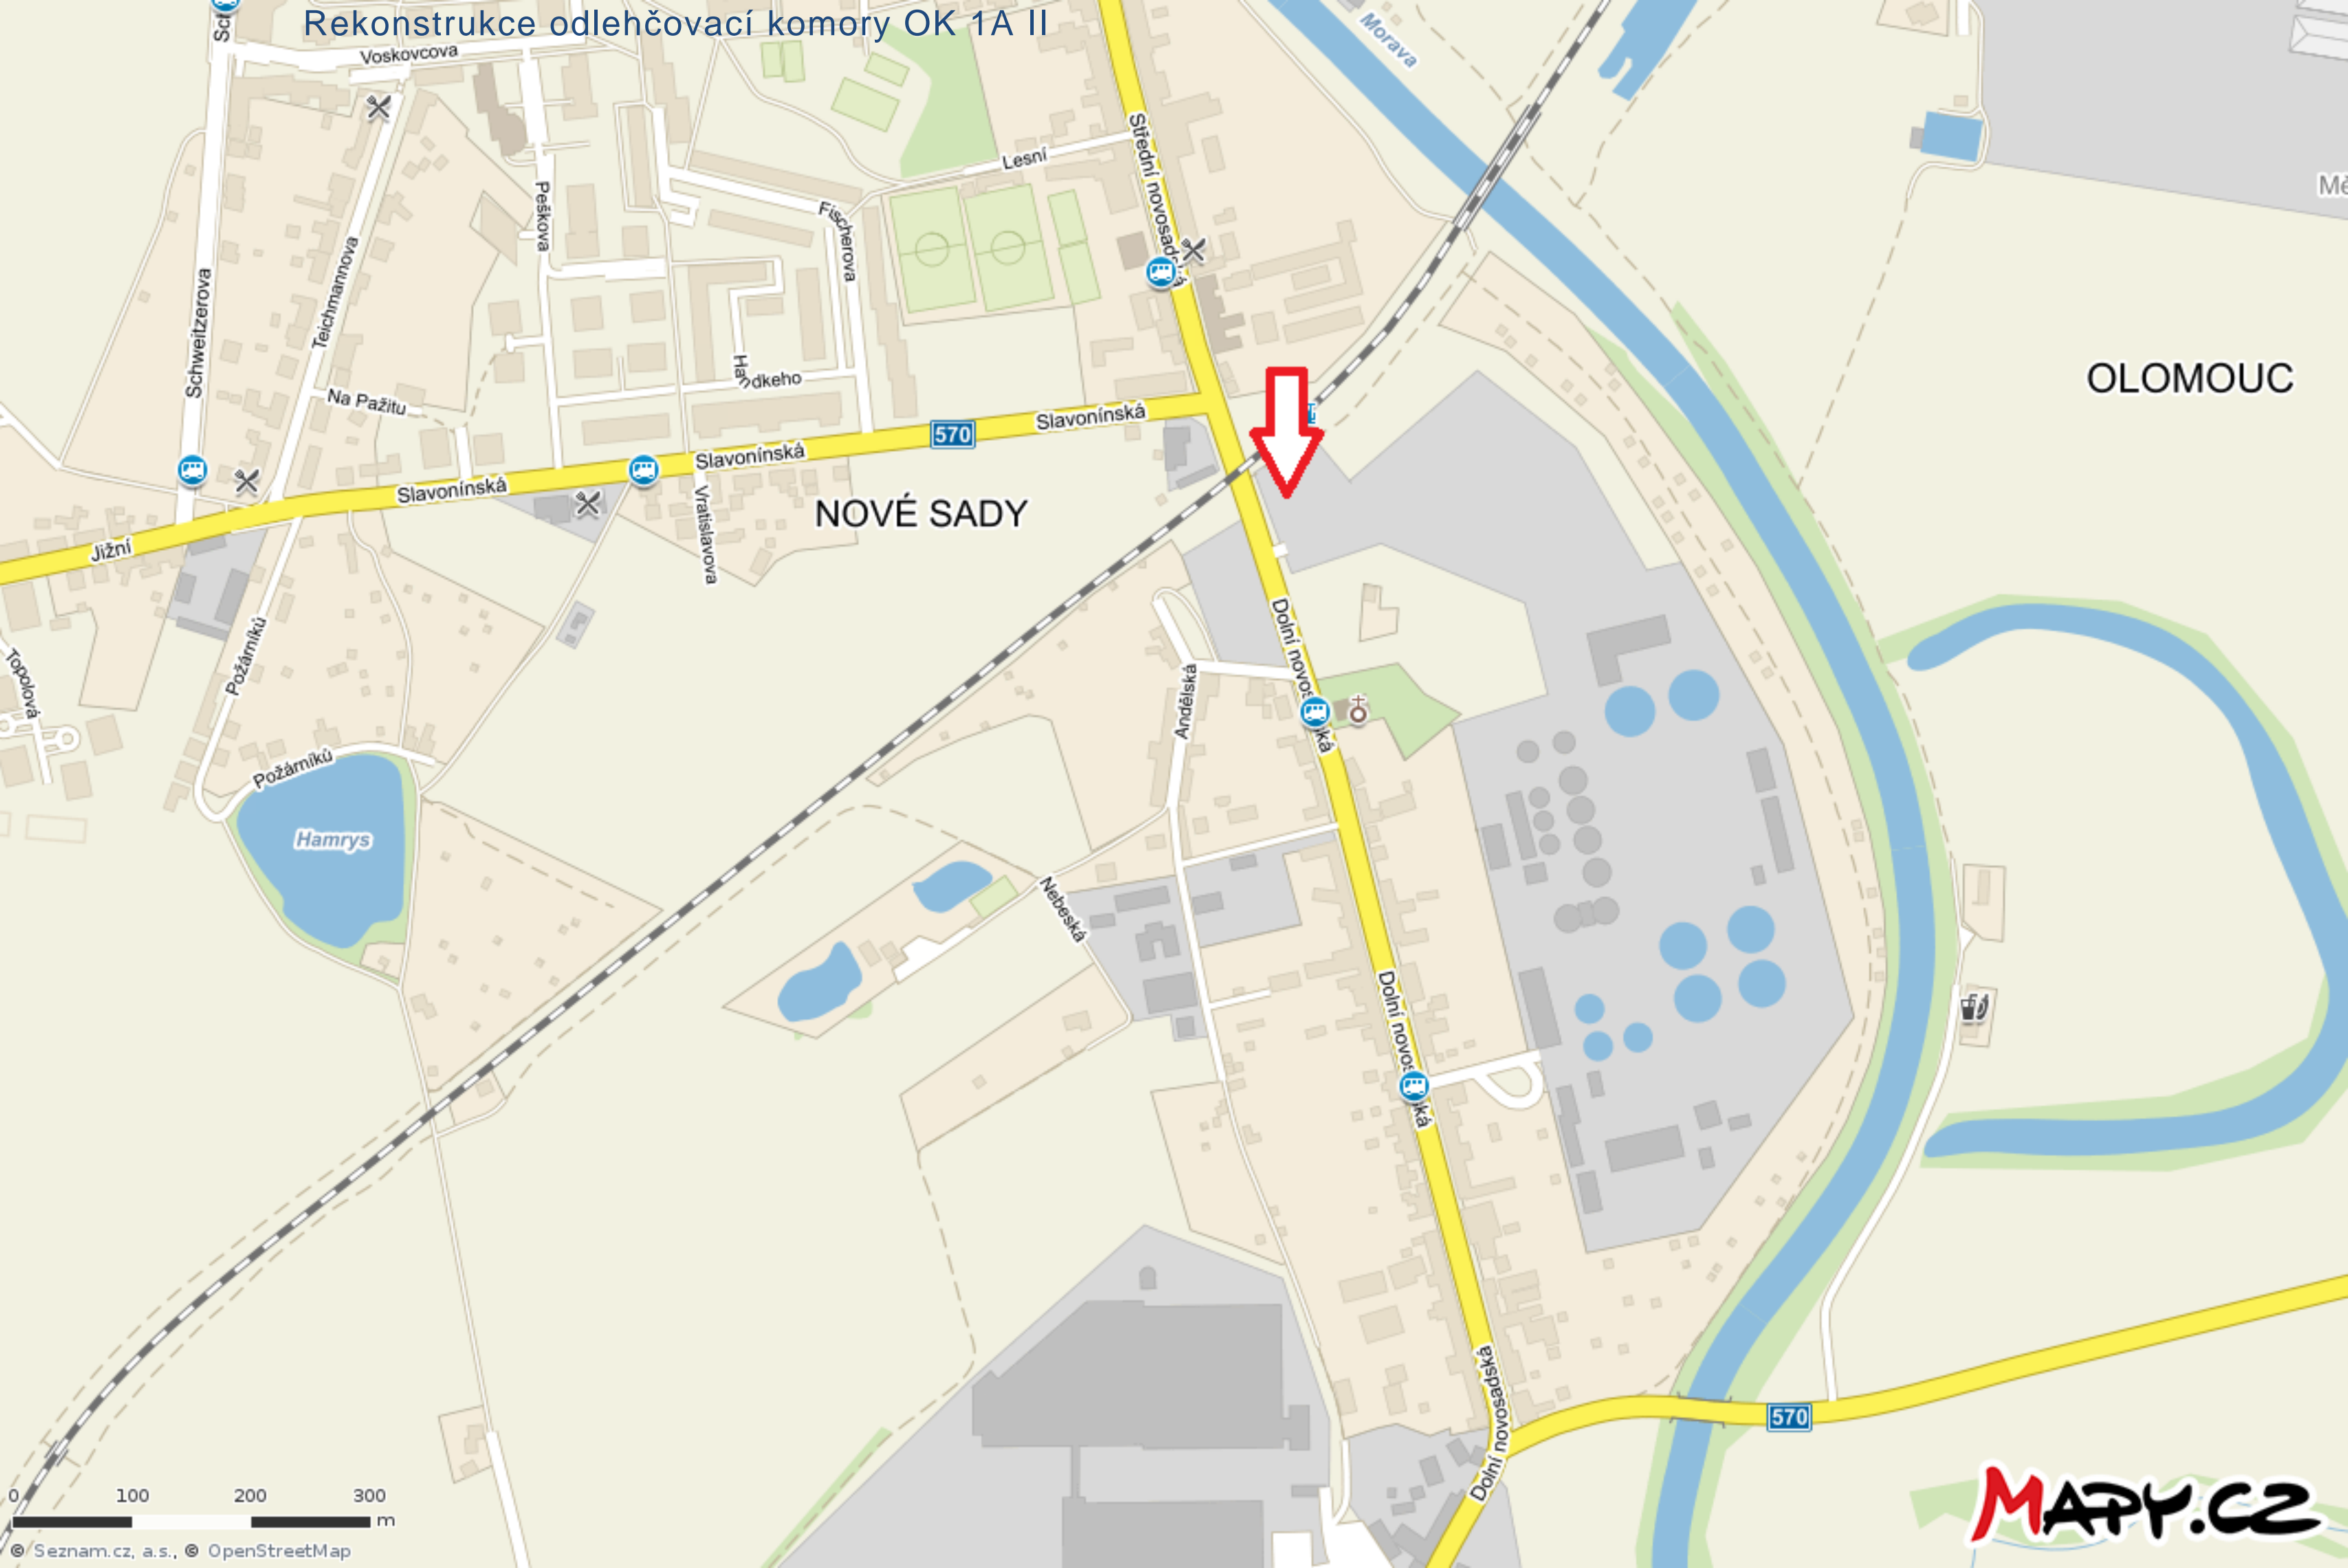 Rekonstrukce odlehčovací komory OK 1A II
Sch
Voskovcova
Morava
Střední novosadská
Lesní
Peškova
Fischerova
Schweitzerova
Teichmannova
Handkeho
Na Pažitu
Slavonínská
570
Slavonínská
Slavonínská
OLOMOUC
NOVÉ SADY
Vratislavova
Jižní
Požárníků
Topolová
Dolní novosadská
Andělská
Požárníků
Hamrys
Nebeská
Dolní novosadská
Dolní novosadská
570
0 100 200 300
m
© Seznam.cz, a.s., © OpenStreetMap
MAPY.CZ